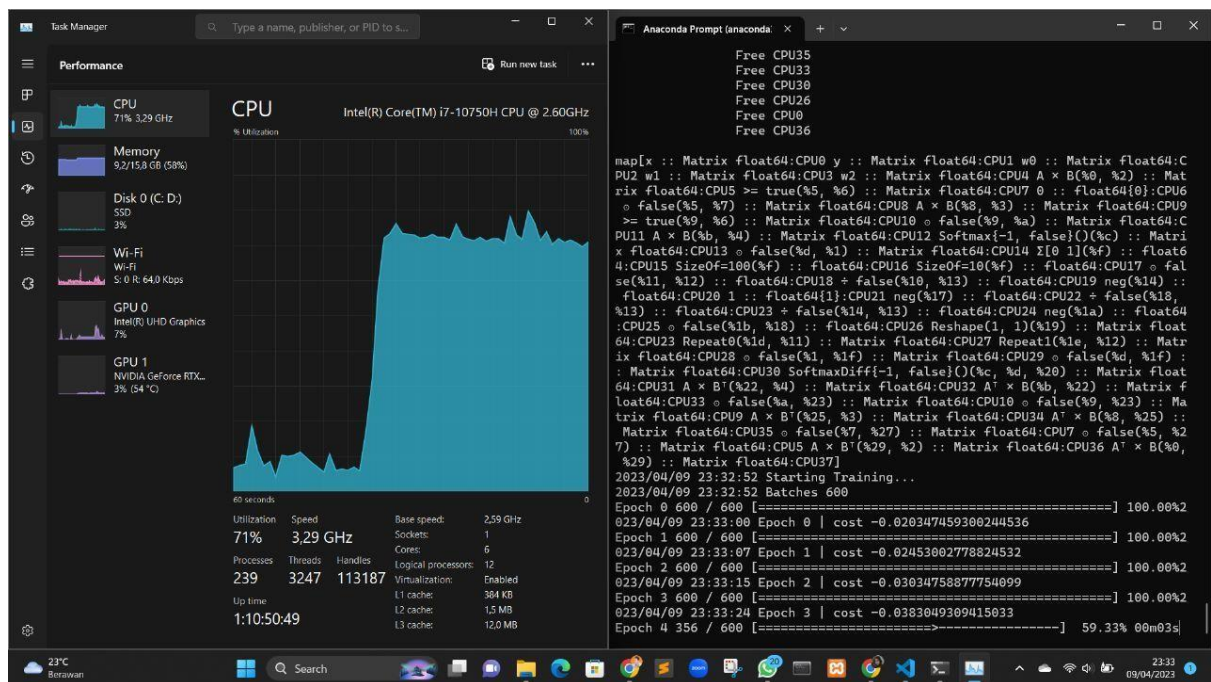 Task Manager
Type a name, publisher, or PID to s...
Performance
Run new task
CPU
71% 3,29 GHz
Memory
9,2/15,8 GB (58%)
Disk 0 (C: D:)
SSD
3%
Wi-Fi
Wi-Fi
S: 0 R: 64,0 Kbps
GPU 0
Intel(R) UHD Graphics
7%
GPU 1
NVIDIA GeForce RTX...
3% (54 °C)
CPU Intel(R) Core(TM) i7-10750H CPU @ 2.60GHz
% Utilization 100%
60 seconds 0
Utilization Speed
71% 3,29 GHz
Processes Threads Handles
239 3247 113187
Up time
1:10:50:49
Base speed: 2,59 GHz
Sockets: 1
Cores: 6
Logical processors: 12
Virtualization: Enabled
L1 cache: 384 KB
L2 cache: 1,5 MB
L3 cache: 12,0 MB
Anaconda Prompt (anaconda:
Free CPU35
Free CPU33
Free CPU30
Free CPU26
Free CPU0
Free CPU36
map[x :: Matrix float64:CPU0 y :: Matrix float64:CPU1 w0 :: Matrix float64:C
PU2 w1 :: Matrix float64:CPU3 w2 :: Matrix float64:CPU4 A × B(%0, %2) :: Mat
rix float64:CPU5 >= true(%5, %6) :: Matrix float64:CPU7 0 :: float64{0}:CPU6
⊙ false(%5, %7) :: Matrix float64:CPU8 A × B(%8, %3) :: Matrix float64:CPU9
>= true(%9, %6) :: Matrix float64:CPU10 ⊙ false(%9, %a) :: Matrix float64:C
PU11 A × B(%b, %4) :: Matrix float64:CPU12 Softmax{-1, false}()(%c) :: Matri
x float64:CPU13 ⊙ false(%d, %1) :: Matrix float64:CPU14 Σ[0 1](%f) :: float6
4:CPU15 SizeOf=100(%f) :: float64:CPU16 SizeOf=10(%f) :: float64:CPU17 ⊙ fal
se(%11, %12) :: float64:CPU18 ÷ false(%10, %13) :: float64:CPU19 neg(%14) ::
float64:CPU20 1 :: float64{1}:CPU21 neg(%17) :: float64:CPU22 ÷ false(%18,
%13) :: float64:CPU23 ÷ false(%14, %13) :: float64:CPU24 neg(%1a) :: float64
:CPU25 ⊙ false(%1b, %18) :: float64:CPU26 Reshape(1, 1)(%19) :: Matrix float
64:CPU23 Repeat0(%1d, %11) :: Matrix float64:CPU27 Repeat1(%1e, %12) :: Matr
ix float64:CPU28 ⊙ false(%1, %1f) :: Matrix float64:CPU29 ⊙ false(%d, %1f) :
: Matrix float64:CPU30 SoftmaxDiff{-1, false}()(%c, %d, %20) :: Matrix float
64:CPU31 A × Bᵀ(%22, %4) :: Matrix float64:CPU32 Aᵀ × B(%b, %22) :: Matrix f
loat64:CPU33 ⊙ false(%a, %23) :: Matrix float64:CPU10 ⊙ false(%9, %23) :: Ma
trix float64:CPU9 A × Bᵀ(%25, %3) :: Matrix float64:CPU34 Aᵀ × B(%8, %25) ::
Matrix float64:CPU35 ⊙ false(%7, %27) :: Matrix float64:CPU7 ⊙ false(%5, %2
7) :: Matrix float64:CPU5 A × Bᵀ(%29, %2) :: Matrix float64:CPU36 Aᵀ × B(%0,
%29) :: Matrix float64:CPU37]
2023/04/09 23:32:52 Starting Training...
2023/04/09 23:32:52 Batches 600
Epoch 0 600 / 600 [==============================================] 100.00%2
023/04/09 23:33:00 Epoch 0 | cost -0.020347459300244536
Epoch 1 600 / 600 [==============================================] 100.00%2
023/04/09 23:33:07 Epoch 1 | cost -0.02453002778824532
Epoch 2 600 / 600 [==============================================] 100.00%2
023/04/09 23:33:15 Epoch 2 | cost -0.03034758877754099
Epoch 3 600 / 600 [==============================================] 100.00%2
023/04/09 23:33:24 Epoch 3 | cost -0.0383049309415033
Epoch 4 356 / 600 [=======================>----------------] 59.33% 00m03s
23°C
Berawan
Search
20
23:33
09/04/2023
1